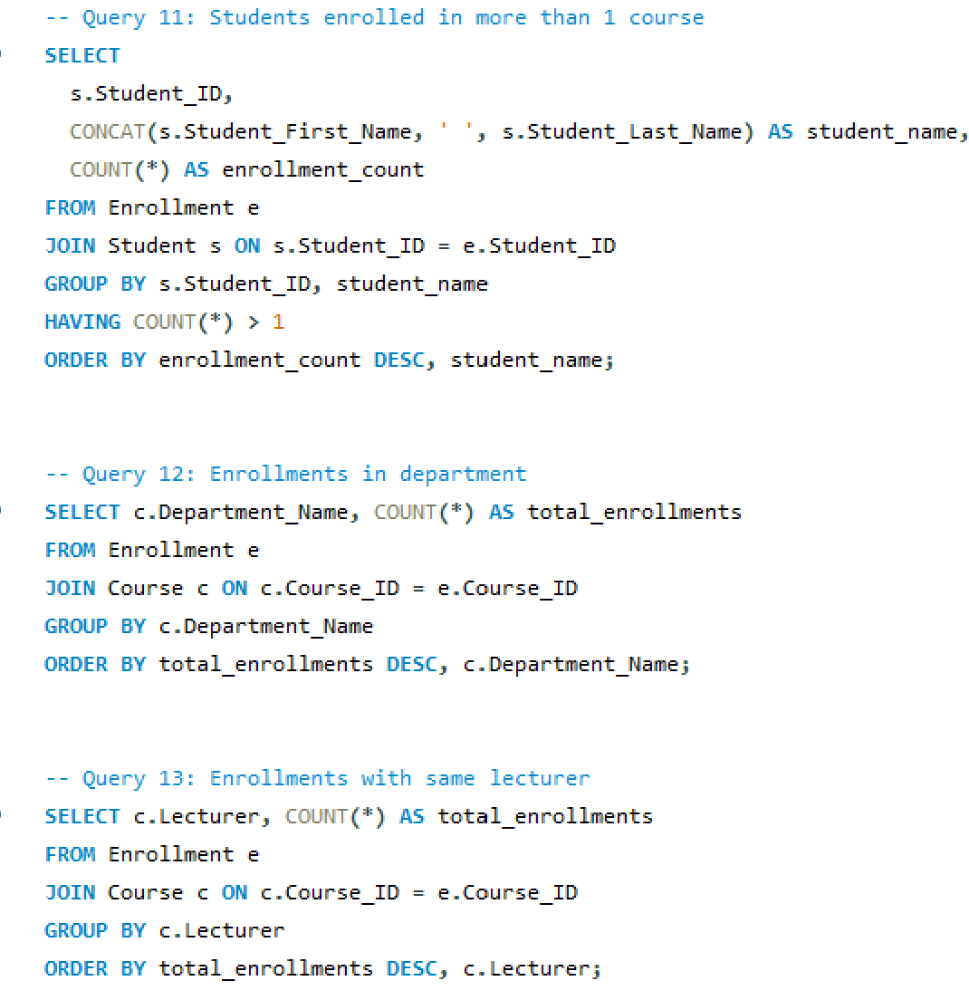 -- Query 11: Students enrolled in more than 1 course
SELECT
s.Student_ID,
CONCAT(s.Student_First_Name, ' ', s.Student_Last_Name) AS student_name,
COUNT(*) AS enrollment_count
FROM Enrollment e
JOIN Student s ON s.Student_ID = e.Student_ID
GROUP BY s.Student_ID, student_name
HAVING COUNT(*) > 1
ORDER BY enrollment_count DESC, student_name;
-- Query 12: Enrollments in department
SELECT c.Department_Name, COUNT(*) AS total_enrollments
FROM Enrollment e
JOIN Course c ON c.Course_ID = e.Course_ID
GROUP BY c.Department_Name
ORDER BY total_enrollments DESC, c.Department_Name;
-- Query 13: Enrollments with same lecturer
SELECT c.Lecturer, COUNT(*) AS total_enrollments
FROM Enrollment e
JOIN Course c ON c.Course_ID = e.Course_ID
GROUP BY c.Lecturer
ORDER BY total_enrollments DESC, c.Lecturer;